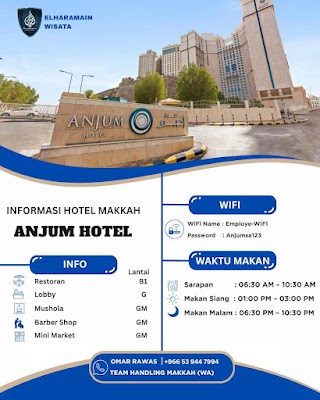 ELHARAMAIN
WISATA
ANJUM
HOTEL
INFORMASI HOTEL MAKKAH
ANJUM HOTEL
INFO
Lantai
Restoran B1
Lobby G
Mushola GM
Barber Shop GM
Mini Market GM
WIFI
WIFI Name : Employe-WIFI
Password : Anjumsa123
WAKTU MAKAN
Sarapan : 06:30 AM – 10:30 AM
Makan Siang : 01:00 PM – 03:00 PM
Makan Malam : 06:30 PM – 10:30 PM
OMAR RAWAS +966 53 944 7994
TEAM HANDLING MAKKAH (WA)